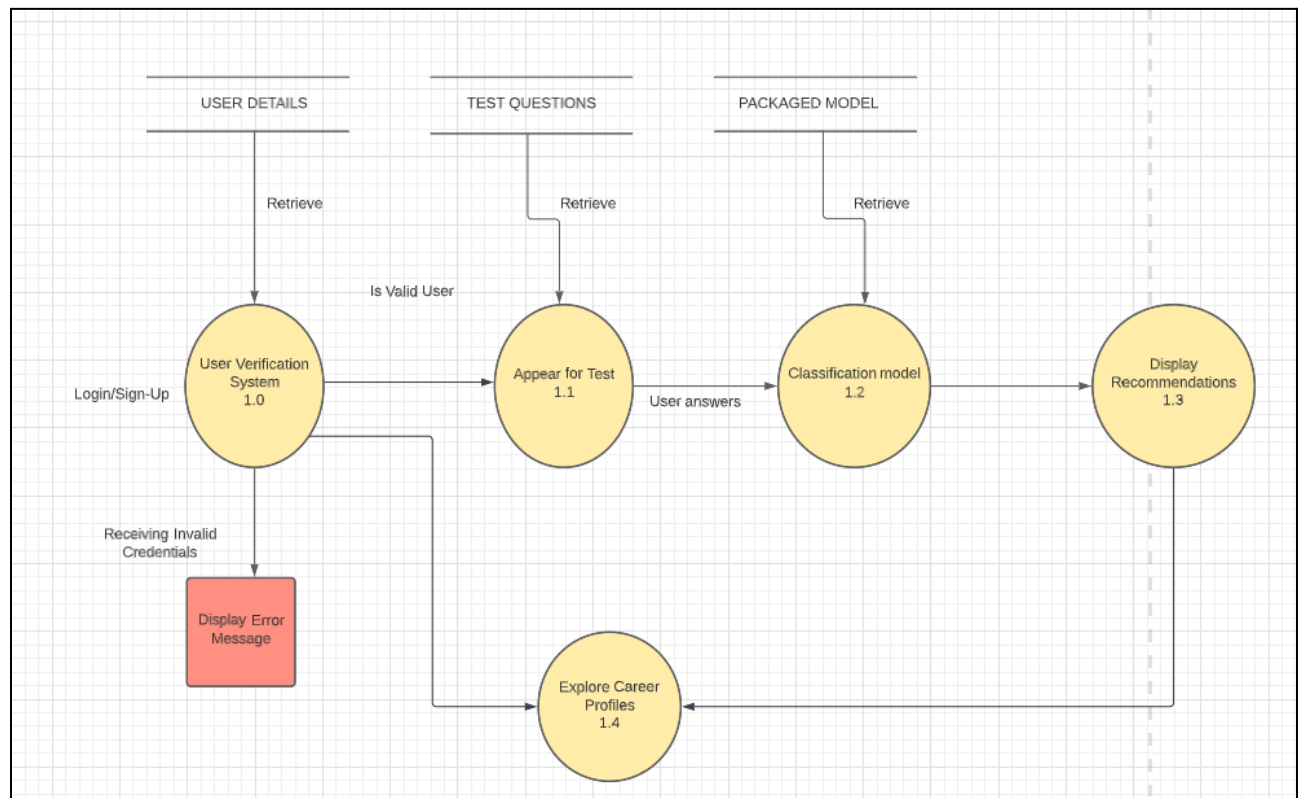 USER DETAILS
TEST QUESTIONS
PACKAGED MODEL
Retrieve
Retrieve
Retrieve
Is Valid User
User Verification
System
1.0
Appear for Test
1.1
Classification model
1.2
Display
Recommendations
1.3
Login/Sign-Up
User answers
Receiving Invalid
Credentials
Display Error
Message
Explore Career
Profiles
1.4